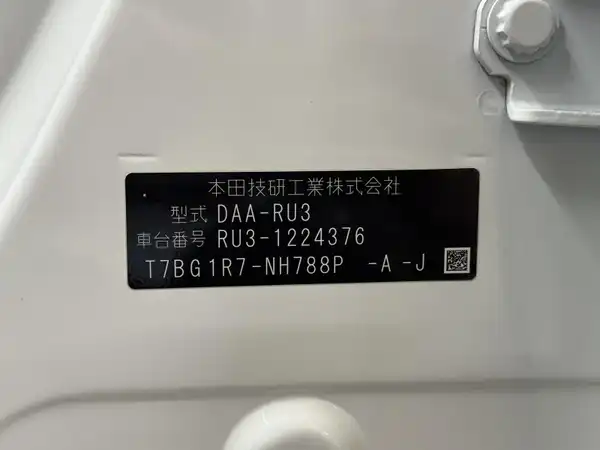 本田技研工業株式会社
型式 DAA-RU3
車台番号 RU3-1224376
T7BG1R7-NH788P -A -J